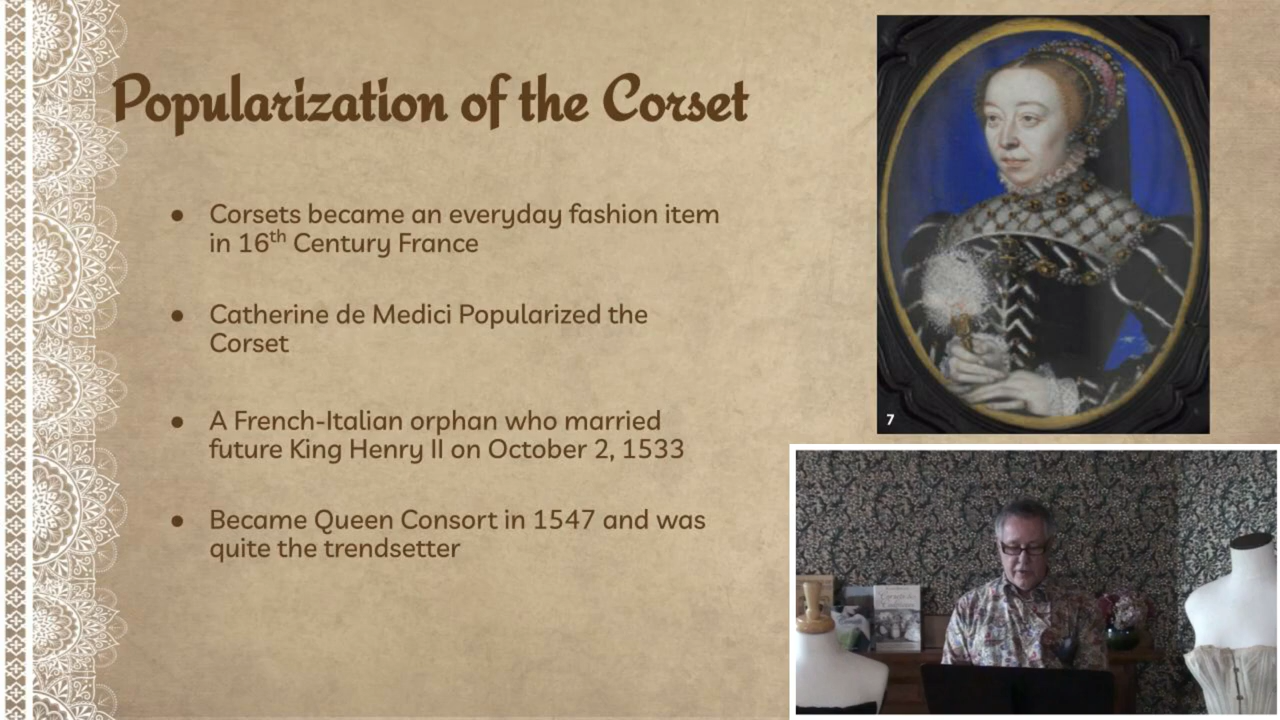 Popularization of the Corset
● Corsets became an everyday fashion item
in 16th Century France
● Catherine de Medici Popularized the
Corset
● A French-Italian orphan who married
future King Henry II on October 2, 1533
● Became Queen Consort in 1547 and was
quite the trendsetter
7